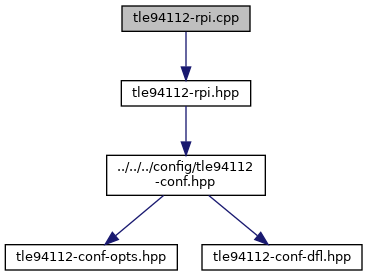 tle94112-rpi.cpp
tle94112-rpi.hpp
../../../config/tle94112
-conf.hpp
tle94112-conf-opts.hpp
tle94112-conf-dfl.hpp